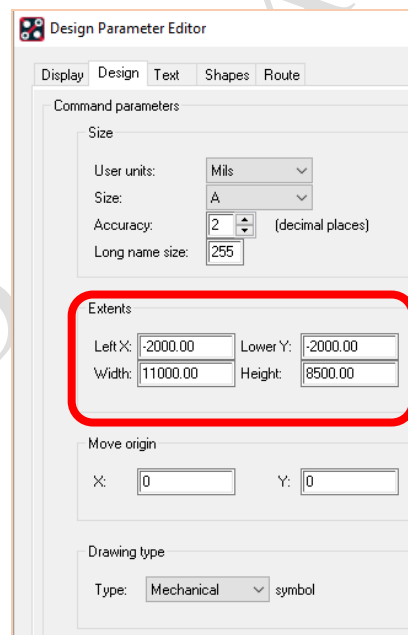 Design Parameter Editor
Display Design Text Shapes Route
Command parameters
Size
User units: Mils
Size: A
Accuracy: 2 (decimal places)
Long name size: 255
Extents
Left X: -2000.00 Lower Y: -2000.00
Width: 11000.00 Height: 8500.00
Move origin
X: 0 Y: 0
Drawing type
Type: Mechanical symbol